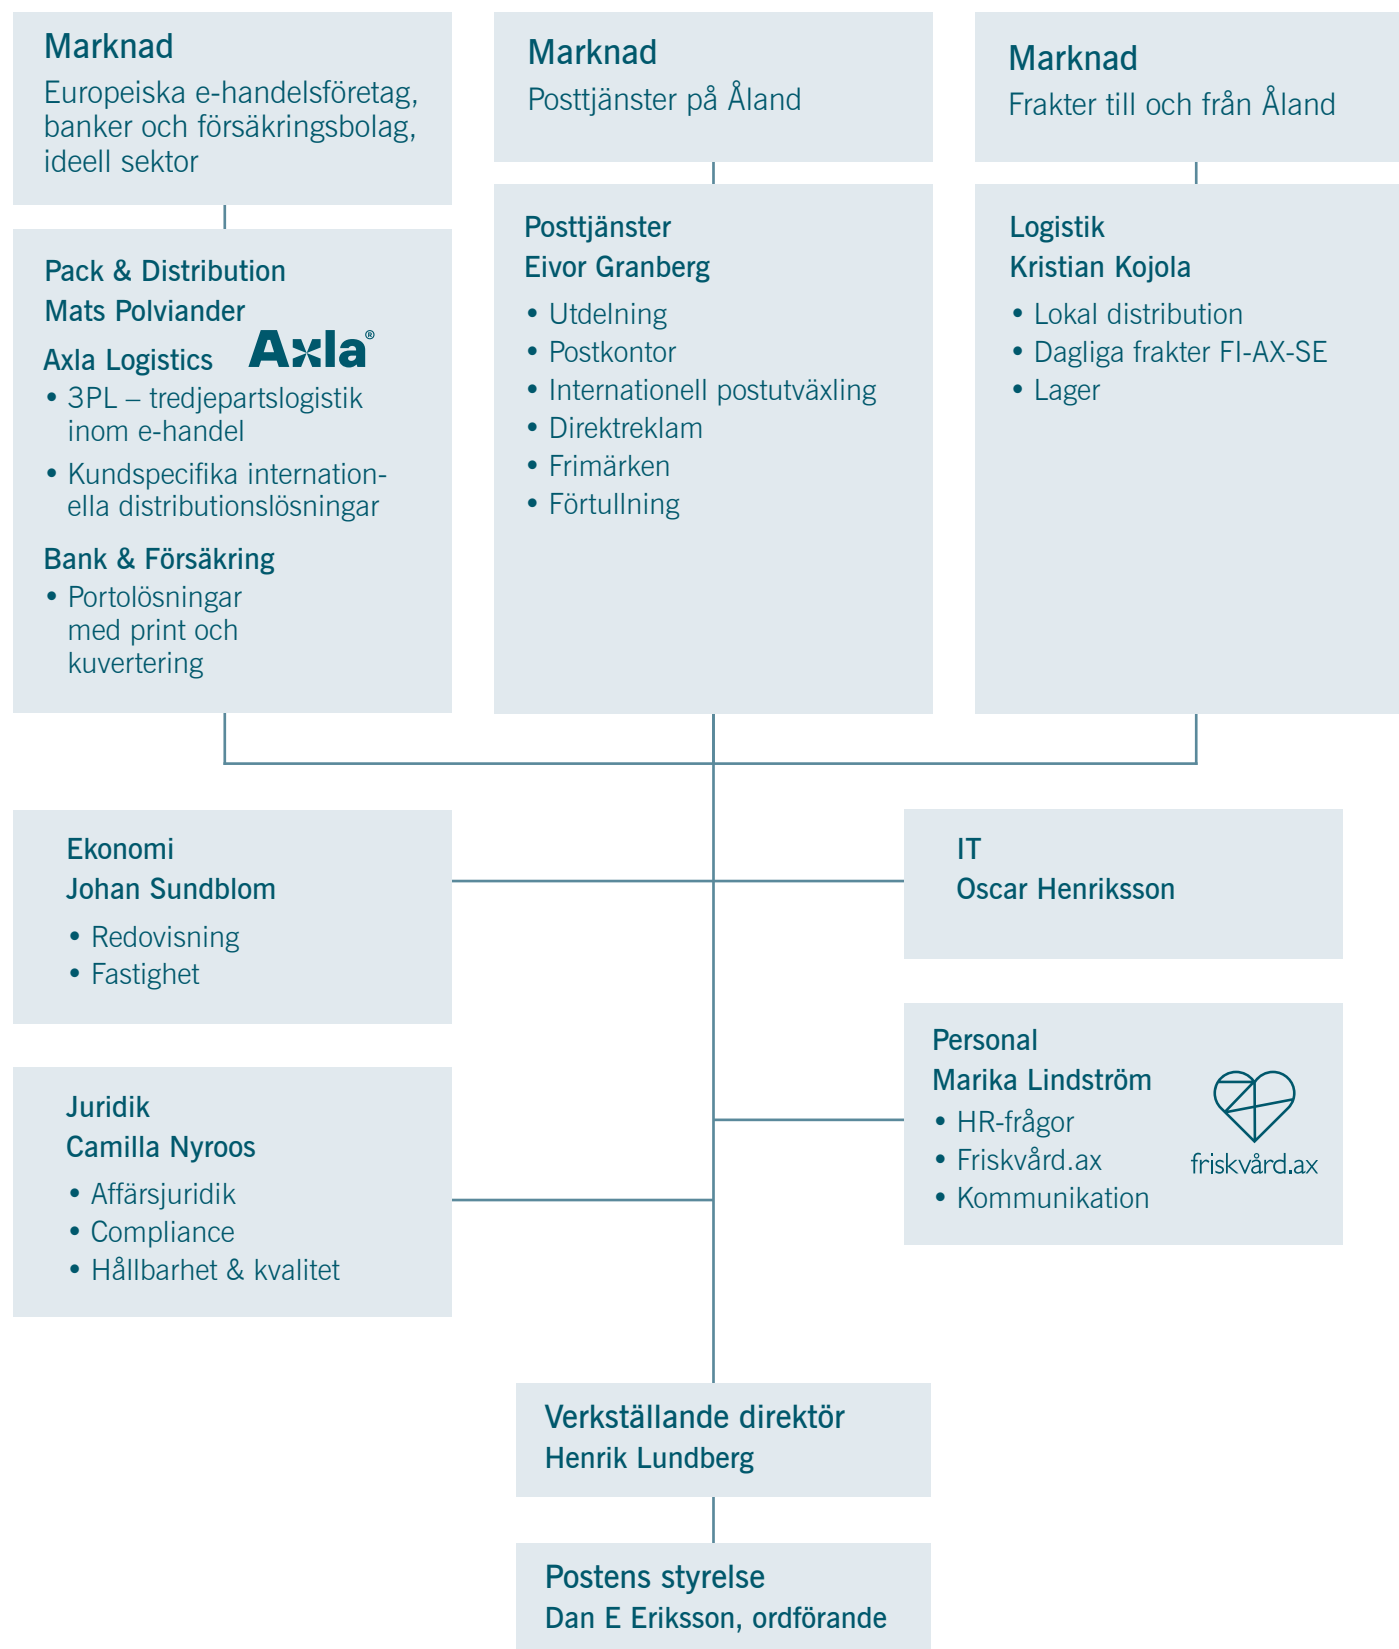 Marknad
Europeiska e-handelsföretag,
banker och försäkringsbolag,
ideell sektor
Marknad
Posttjänster på Åland
Marknad
Frakter till och från Åland
Pack & Distribution
Mats Polviander
Axla Logistics
Axla®
• 3PL – tredjepartslogistik
inom e-handel
• Kundspecifika internation-
ella distributionslösningar
Bank & Försäkring
• Portolösningar
med print och
kuvertering
Posttjänster
Eivor Granberg
• Utdelning
• Postkontor
• Internationell postutväxling
• Direktreklam
• Frimärken
• Förtullning
Logistik
Kristian Kojola
• Lokal distribution
• Dagliga frakter FI-AX-SE
• Lager
Ekonomi
Johan Sundblom
• Redovisning
• Fastighet
IT
Oscar Henriksson
Juridik
Camilla Nyroos
• Affärsjuridik
• Compliance
• Hållbarhet & kvalitet
Personal
Marika Lindström
• HR-frågor
• Friskvård.ax
• Kommunikation
friskvård.ax
Verkställande direktör
Henrik Lundberg
Postens styrelse
Dan E Eriksson, ordförande